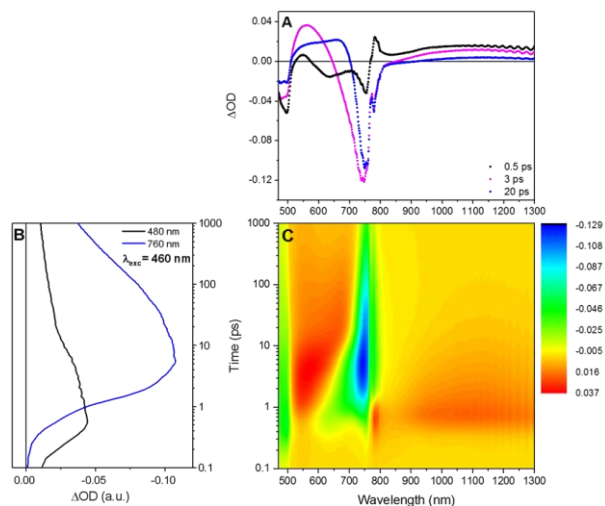 A
0.04
0.00
-0.04
-0.08
-0.12
ΔOD
0.5 ps
3 ps
20 ps
500 600 700 800 900 1000 1100 1200 1300
B
480 nm
760 nm
λexc = 460 nm
1000
100
10
1
0.1
Time (ps)
0.00 -0.05 -0.10
ΔOD (a.u.)
C
1000
100
10
1
0.1
500 600 700 800 900 1000 1100 1200 1300
Wavelength (nm)
-0.129
-0.108
-0.088
-0.067
-0.046
-0.026
-0.005
0.016
0.037